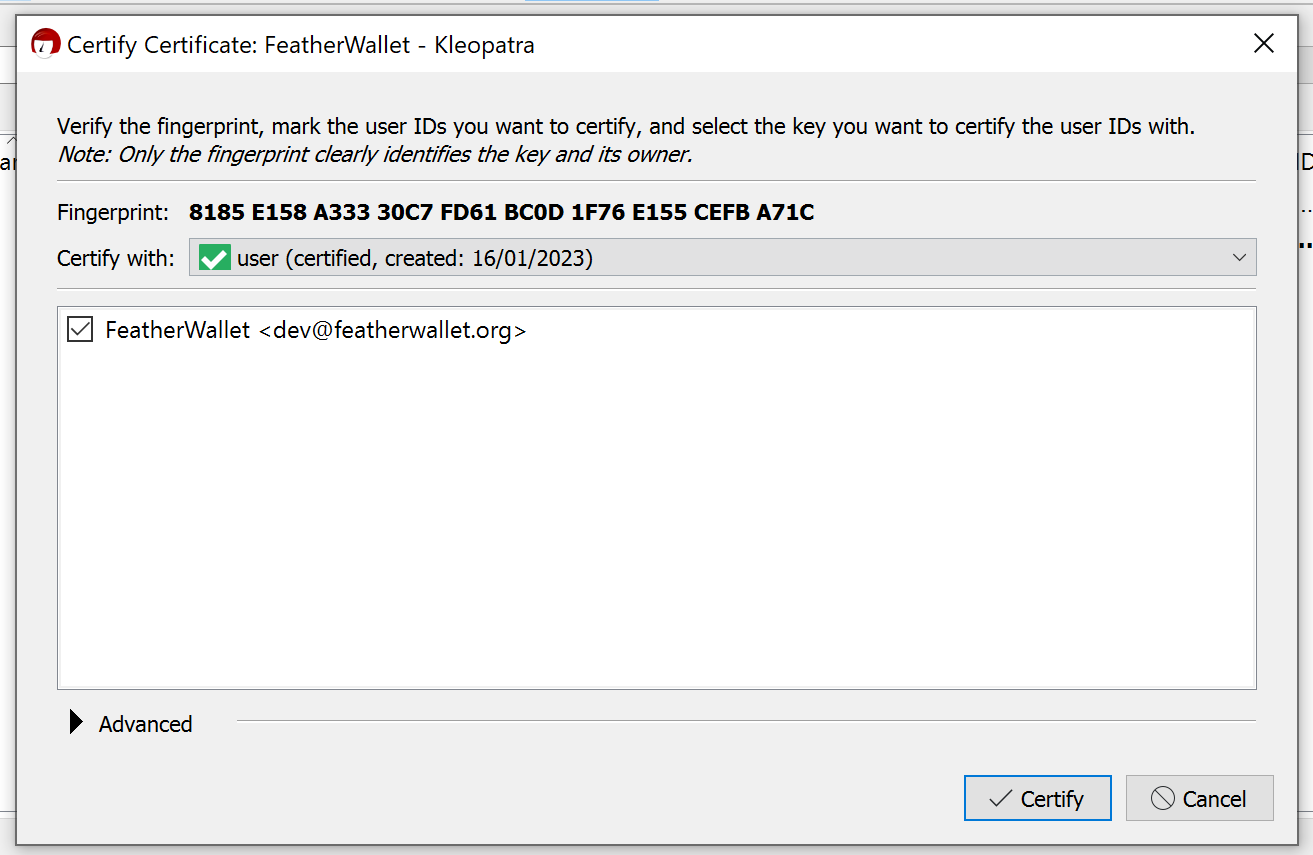 Certify Certificate: FeatherWallet - Kleopatra
Verify the fingerprint, mark the user IDs you want to certify, and select the key you want to certify the user IDs with.
Note: Only the fingerprint clearly identifies the key and its owner.
Fingerprint: 8185 E158 A333 30C7 FD61 BC0D 1F76 E155 CEFB A71C
Certify with: user (certified, created: 16/01/2023)
FeatherWallet <dev@featherwallet.org>
Advanced
Certify Cancel